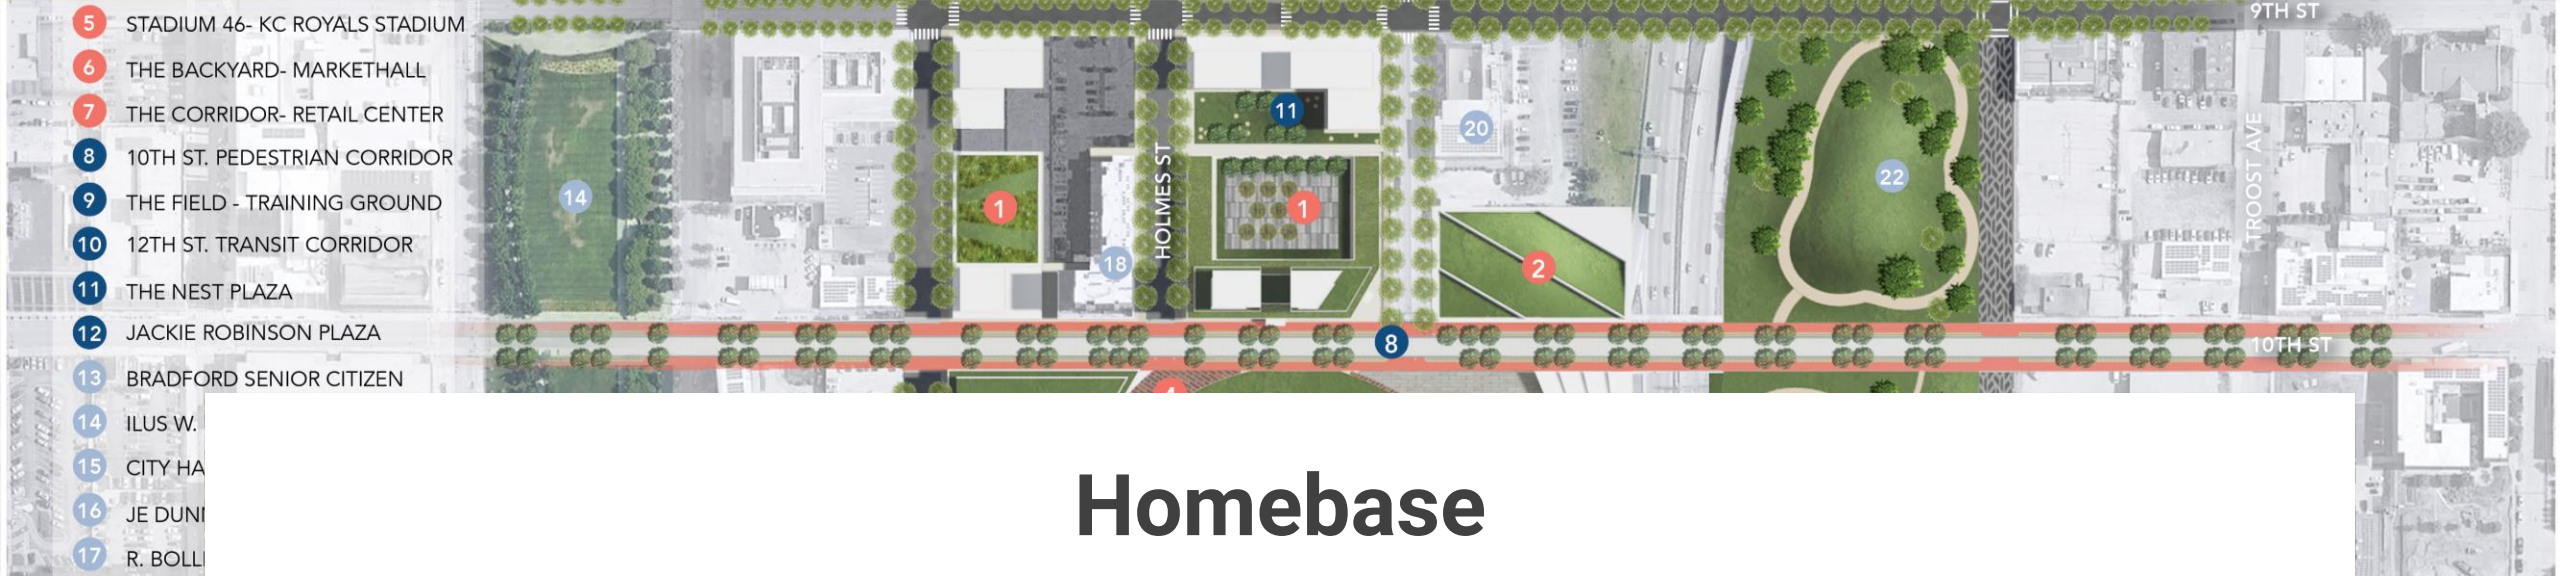 5 STADIUM 46- KC ROYALS STADIUM
6 THE BACKYARD- MARKETHALL
7 THE CORRIDOR- RETAIL CENTER
8 10TH ST. PEDESTRIAN CORRIDOR
9 THE FIELD - TRAINING GROUND
10 12TH ST. TRANSIT CORRIDOR
11 THE NEST PLAZA
12 JACKIE ROBINSON PLAZA
13 BRADFORD SENIOR CITIZEN
14 ILUS W.
15 CITY HA
16 JE DUN
17 R. BOLL
9TH ST
11
20
14
HOLMES ST
TROOST AVE
22
1
1
18
2
8
10TH ST
4
Homebase